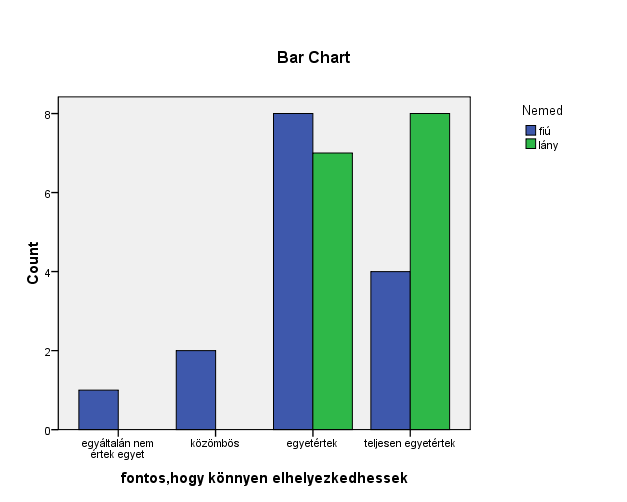 Bar Chart
Nemed
fiú
lány
Count
8
6
4
2
0
egyáltalán nem
értek egyet
közömbös
egyetértek
teljesen egyetértek
fontos,hogy könnyen elhelyezkedhessek